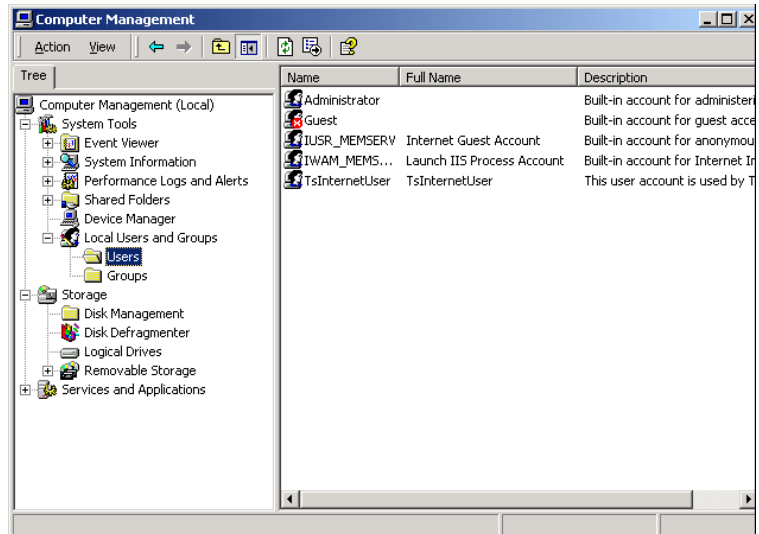 Computer Management
Action View
Tree
Name Full Name Description
Computer Management (Local)
System Tools
Event Viewer
System Information
Performance Logs and Alerts
Shared Folders
Device Manager
Local Users and Groups
Users
Groups
Storage
Disk Management
Disk Defragmenter
Logical Drives
Removable Storage
Services and Applications
Administrator Built-in account for administeri
Guest Built-in account for guest acce
IUSR_MEMSERV Internet Guest Account Built-in account for anonymou
IWAM_MEMS... Launch IIS Process Account Built-in account for Internet In
TsInternetUser TsInternetUser This user account is used by T